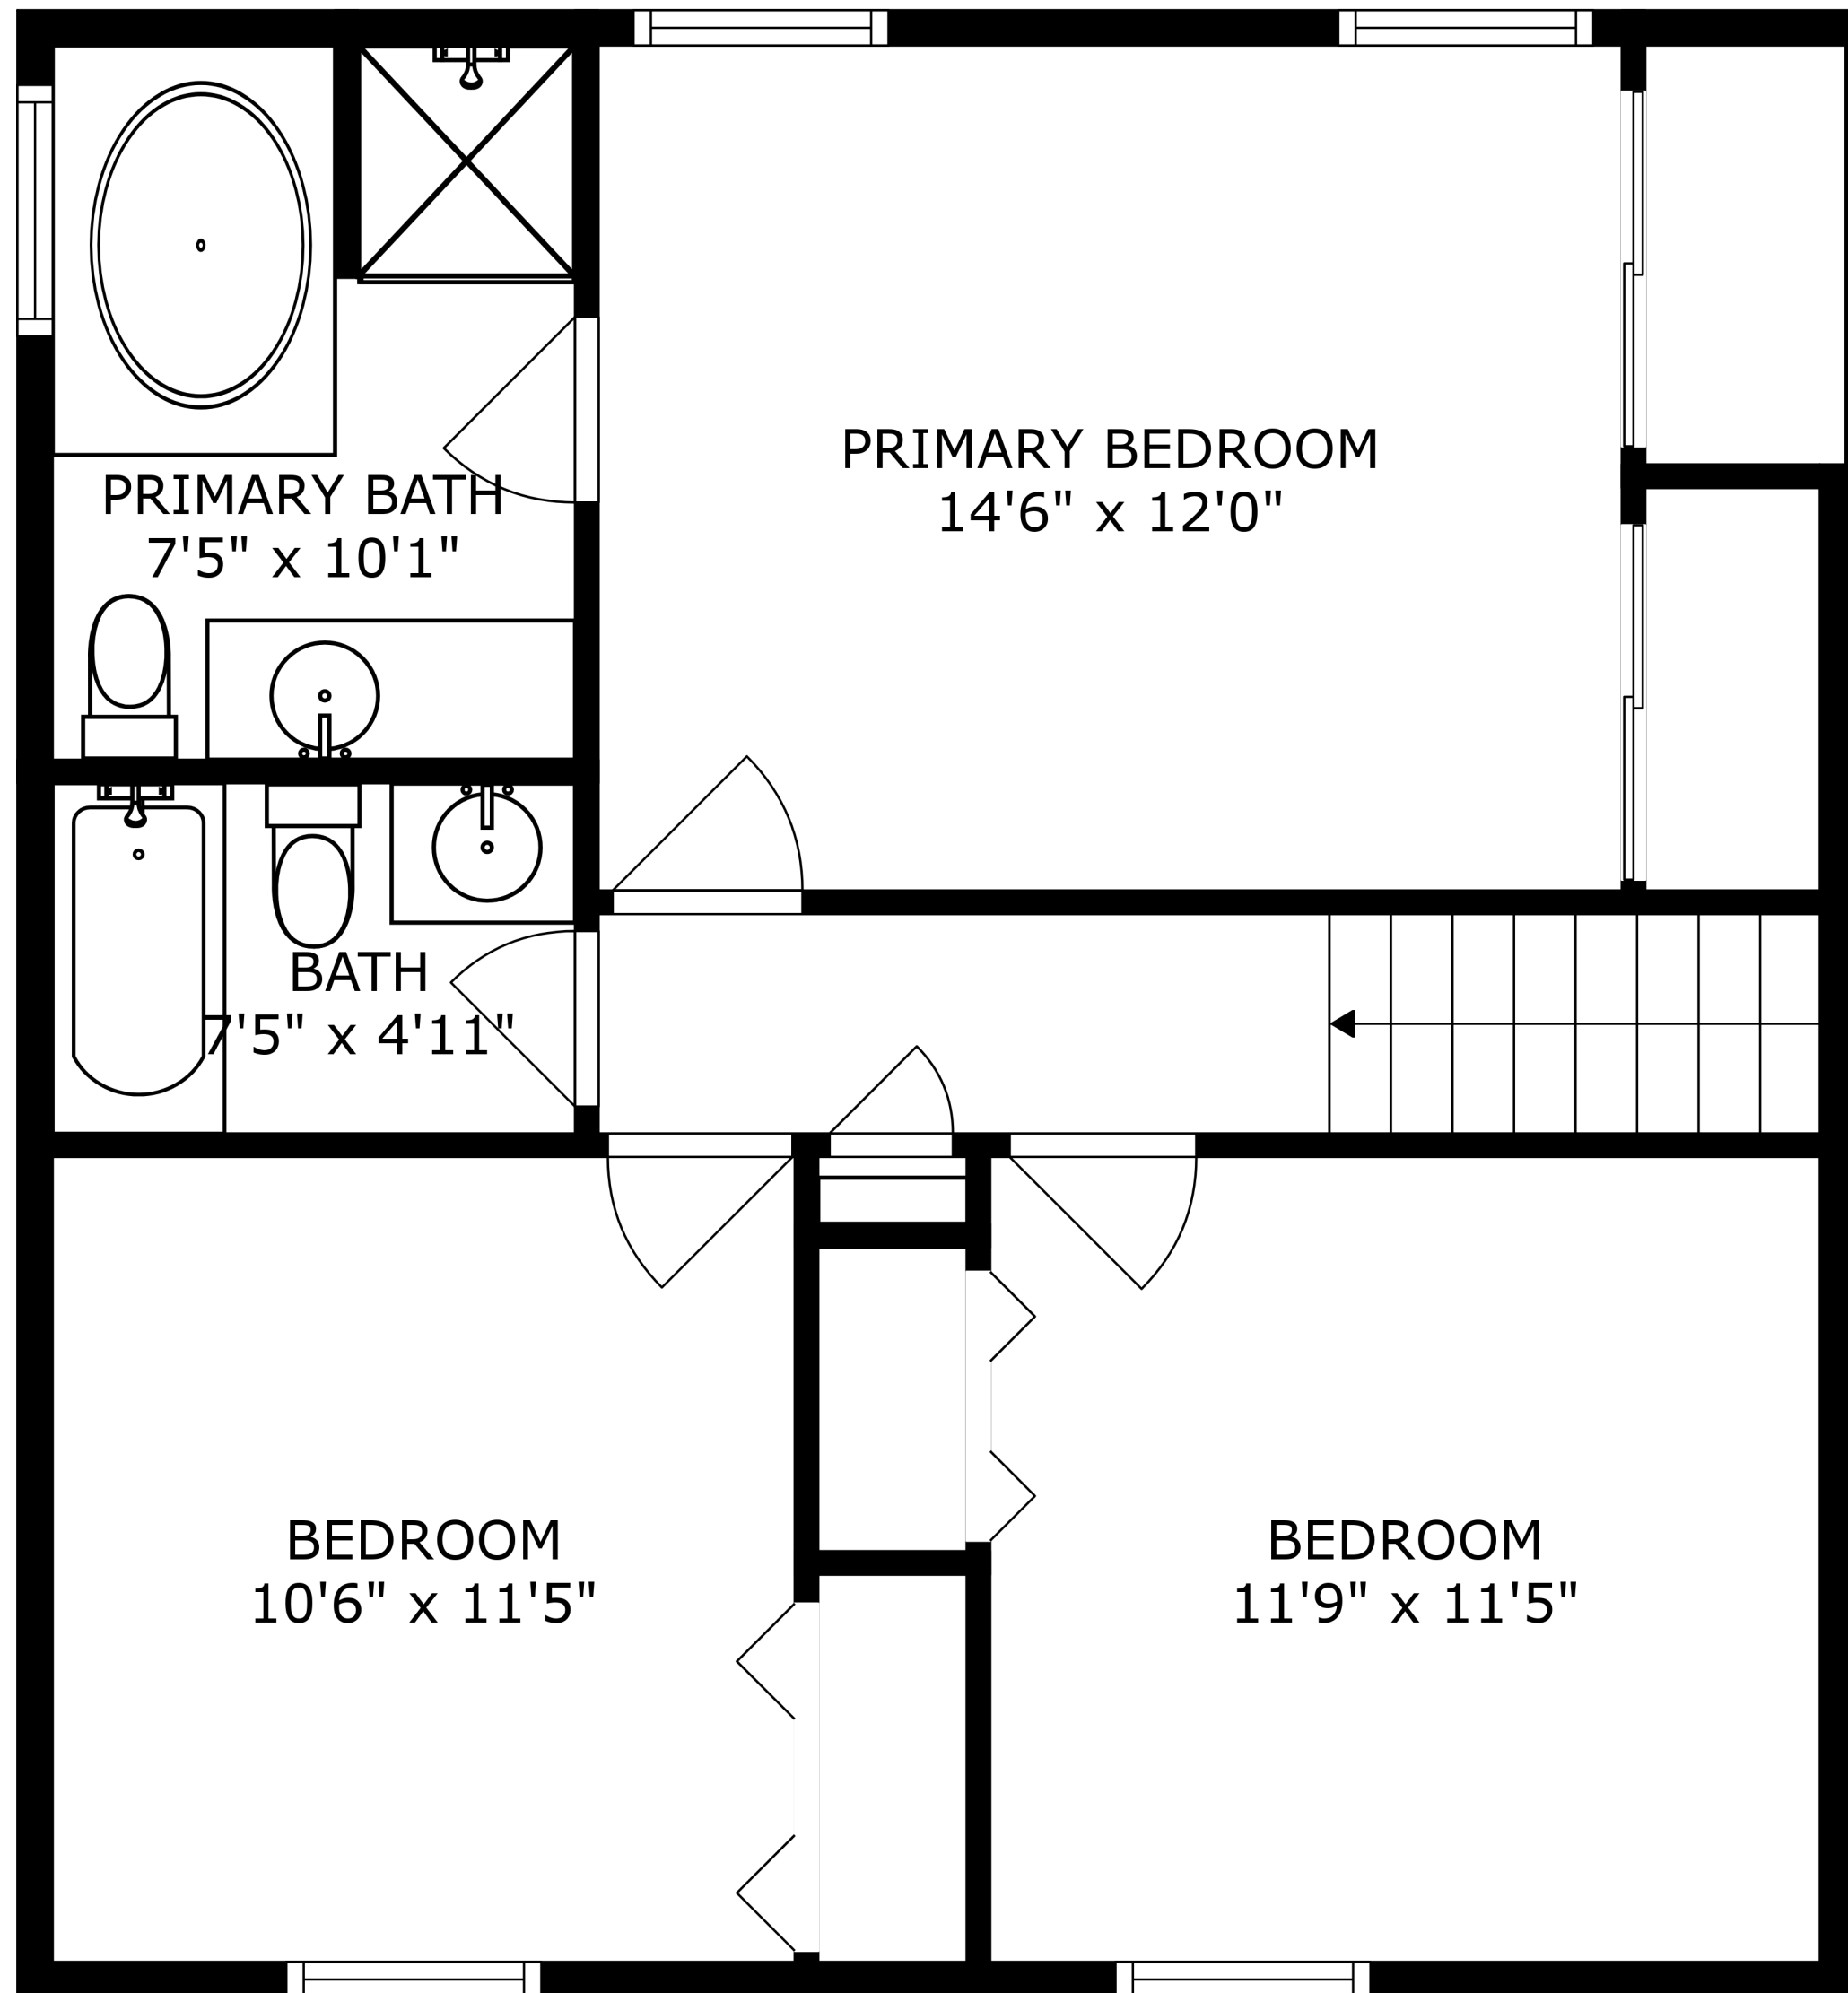 PRIMARY BEDROOM
14'6" x 12'0"
PRIMARY BATH
7'5" x 10'1"
BATH
7'5" x 4'11"
BEDROOM
10'6" x 11'5"
BEDROOM
11'9" x 11'5"